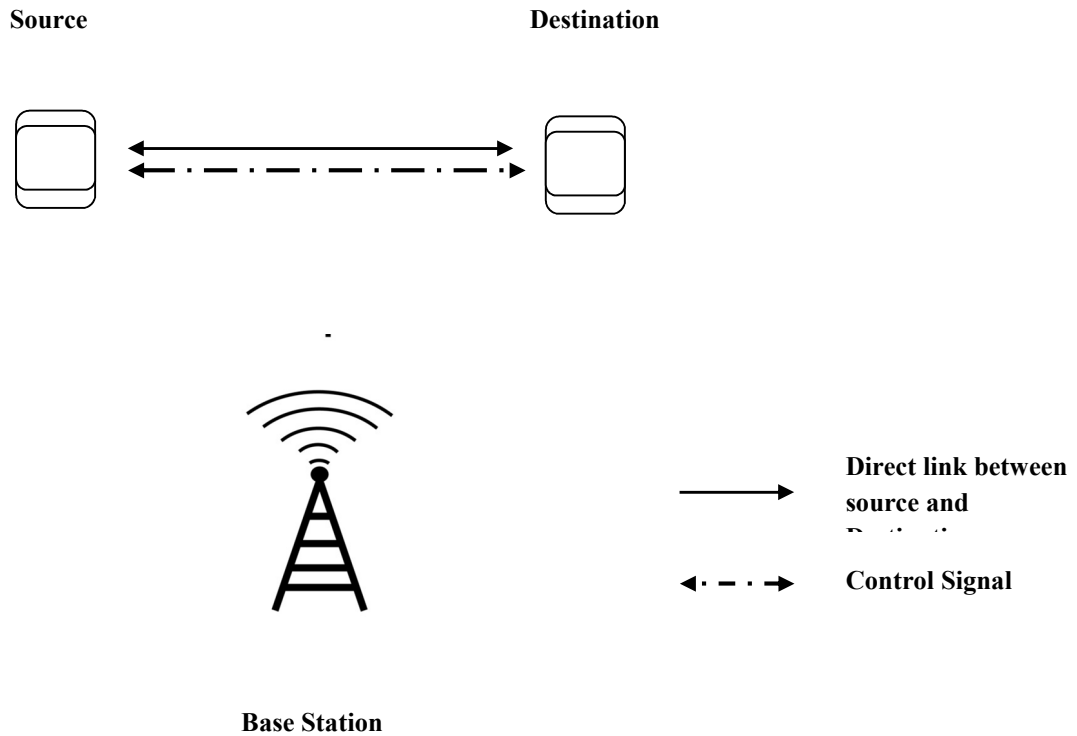 Source
Destination
Direct link between
source and
Control Signal
Base Station